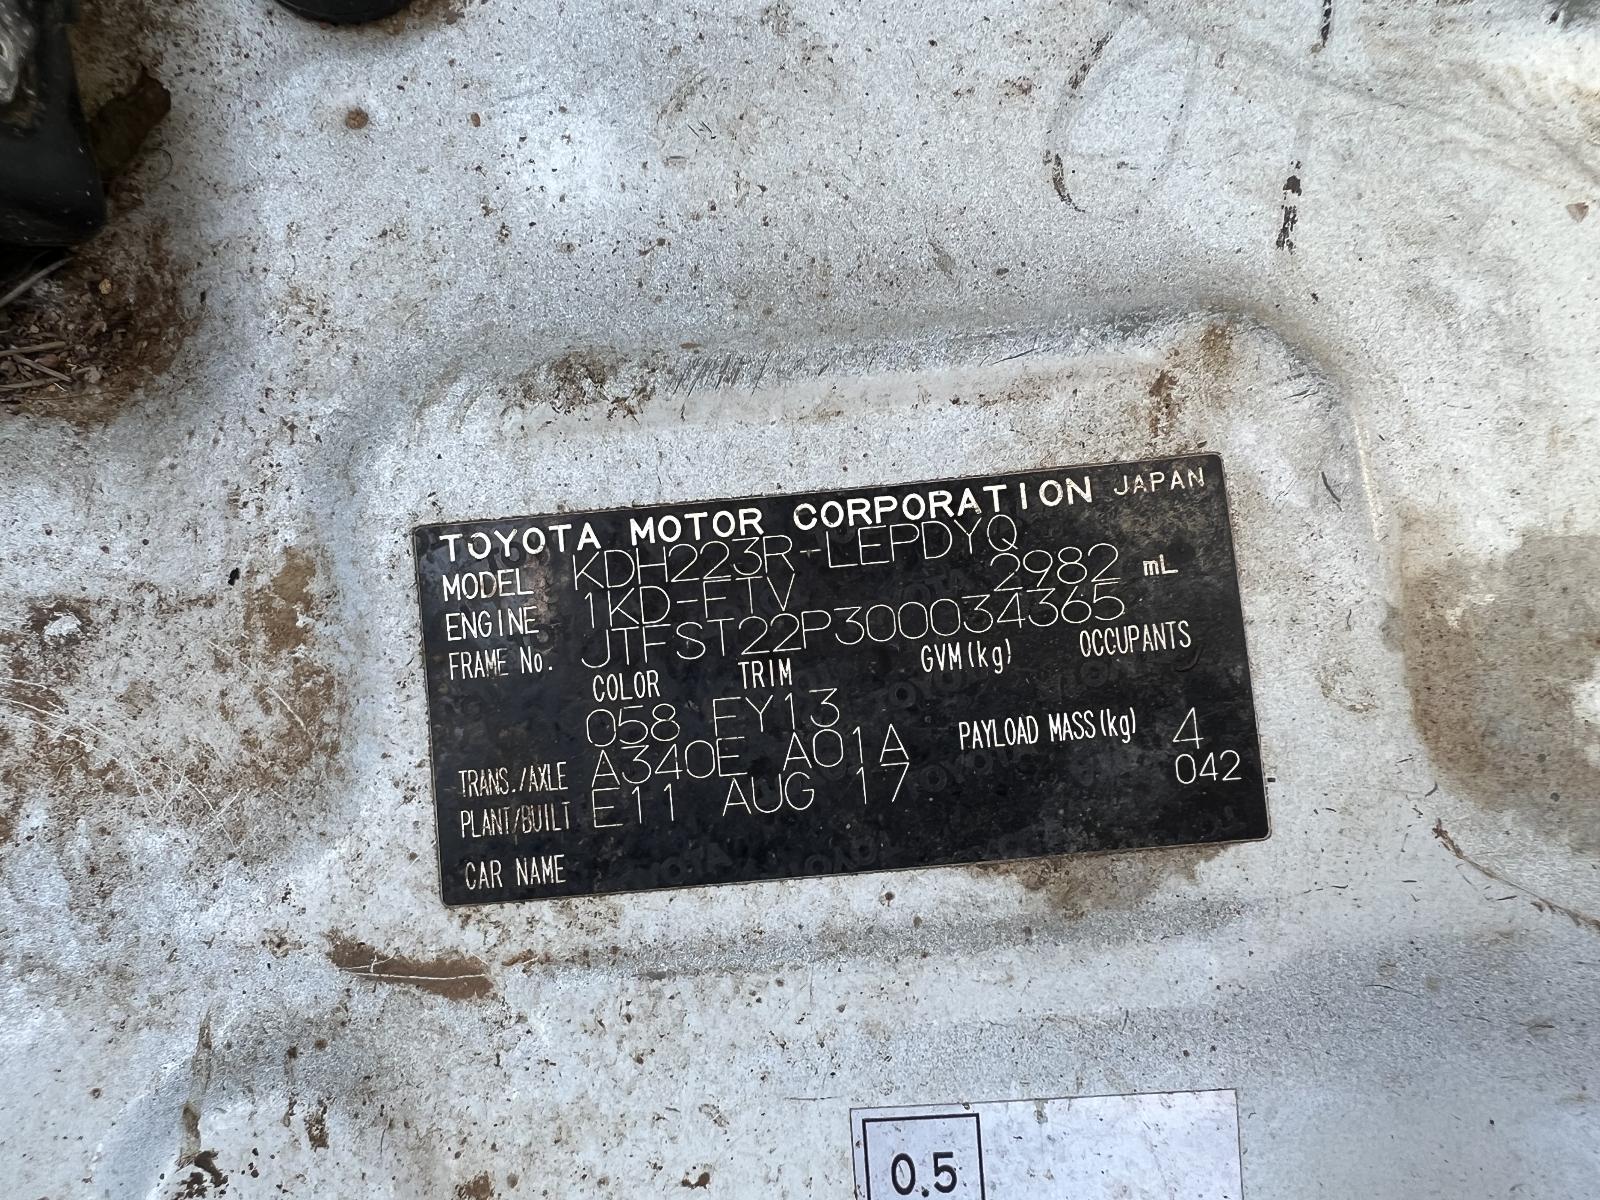 TOYOTA MOTOR CORPORATION JAPAN
MODEL KDH223R-LEPDYQ
ENGINE 1KD-FTV 2982 mL
FRAME No. JTFST22P300034365
COLOR TRIM GVM(kg) OCCUPANTS
058 FY13
TRANS./AXLE A340E A01A PAYLOAD MASS(kg) 4
PLANT/BUILT E11 AUG 17 042
CAR NAME
0.5